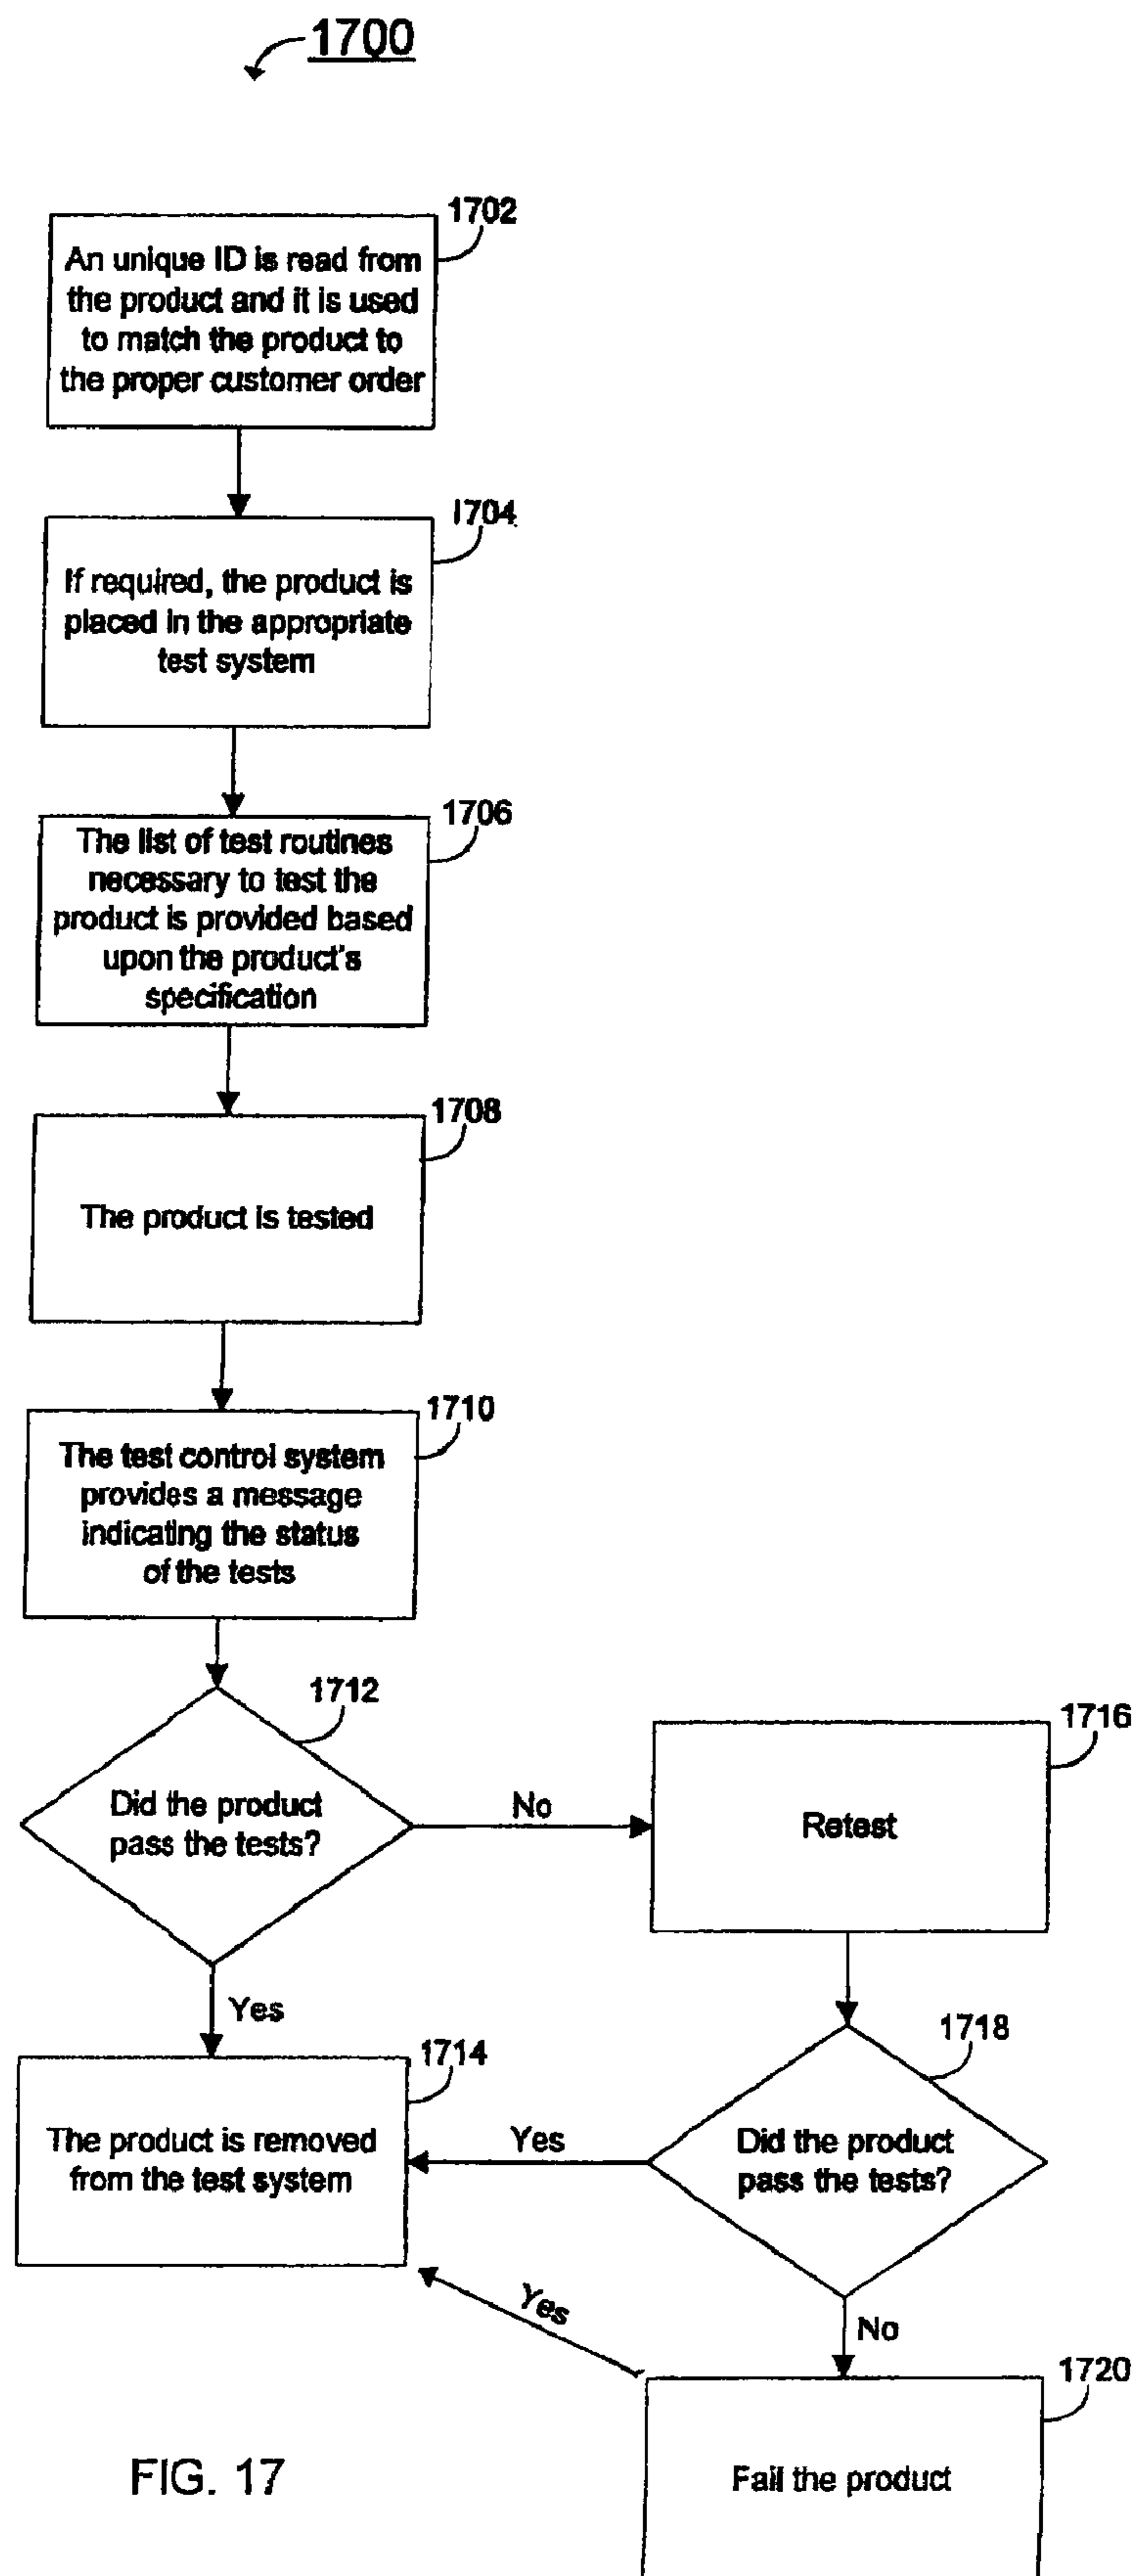 1700
1702
An unique ID is read from
the product and it is used
to match the product to
the proper customer order
1704
If required, the product is
placed in the appropriate
test system
1706
The list of test routines
necessary to test the
product is provided based
upon the product's
specification
1708
The product is tested
1710
The test control system
provides a message
indicating the status
of the tests
1712
Did the product
pass the tests?
No
1716
Retest
Yes
1714
The product is removed
from the test system
Yes
1718
Did the product
pass the tests?
Yes
No
1720
Fail the product
FIG. 17